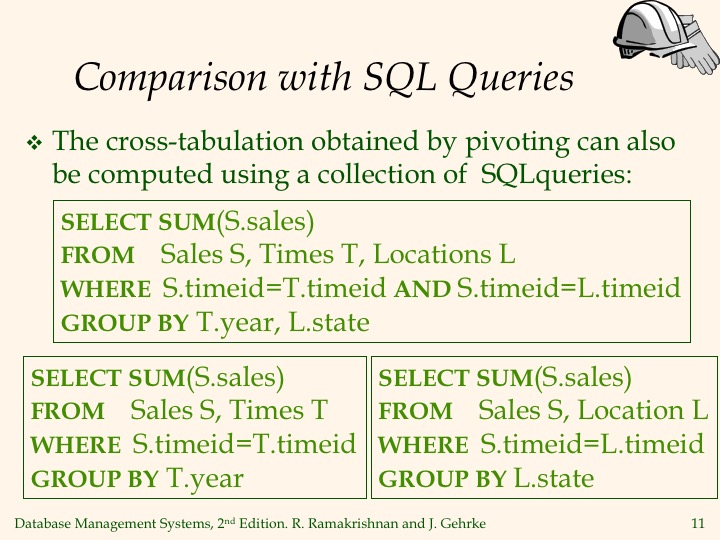 Comparison with SQL Queries
❖ The cross-tabulation obtained by pivoting can also
be computed using a collection of SQLqueries:
SELECT SUM(S.sales)
FROM Sales S, Times T, Locations L
WHERE S.timeid=T.timeid AND S.timeid=L.timeid
GROUP BY T.year, L.state
SELECT SUM(S.sales)
FROM Sales S, Times T
WHERE S.timeid=T.timeid
GROUP BY T.year
SELECT SUM(S.sales)
FROM Sales S, Location L
WHERE S.timeid=L.timeid
GROUP BY L.state
Database Management Systems, 2nd Edition. R. Ramakrishnan and J. Gehrke 11